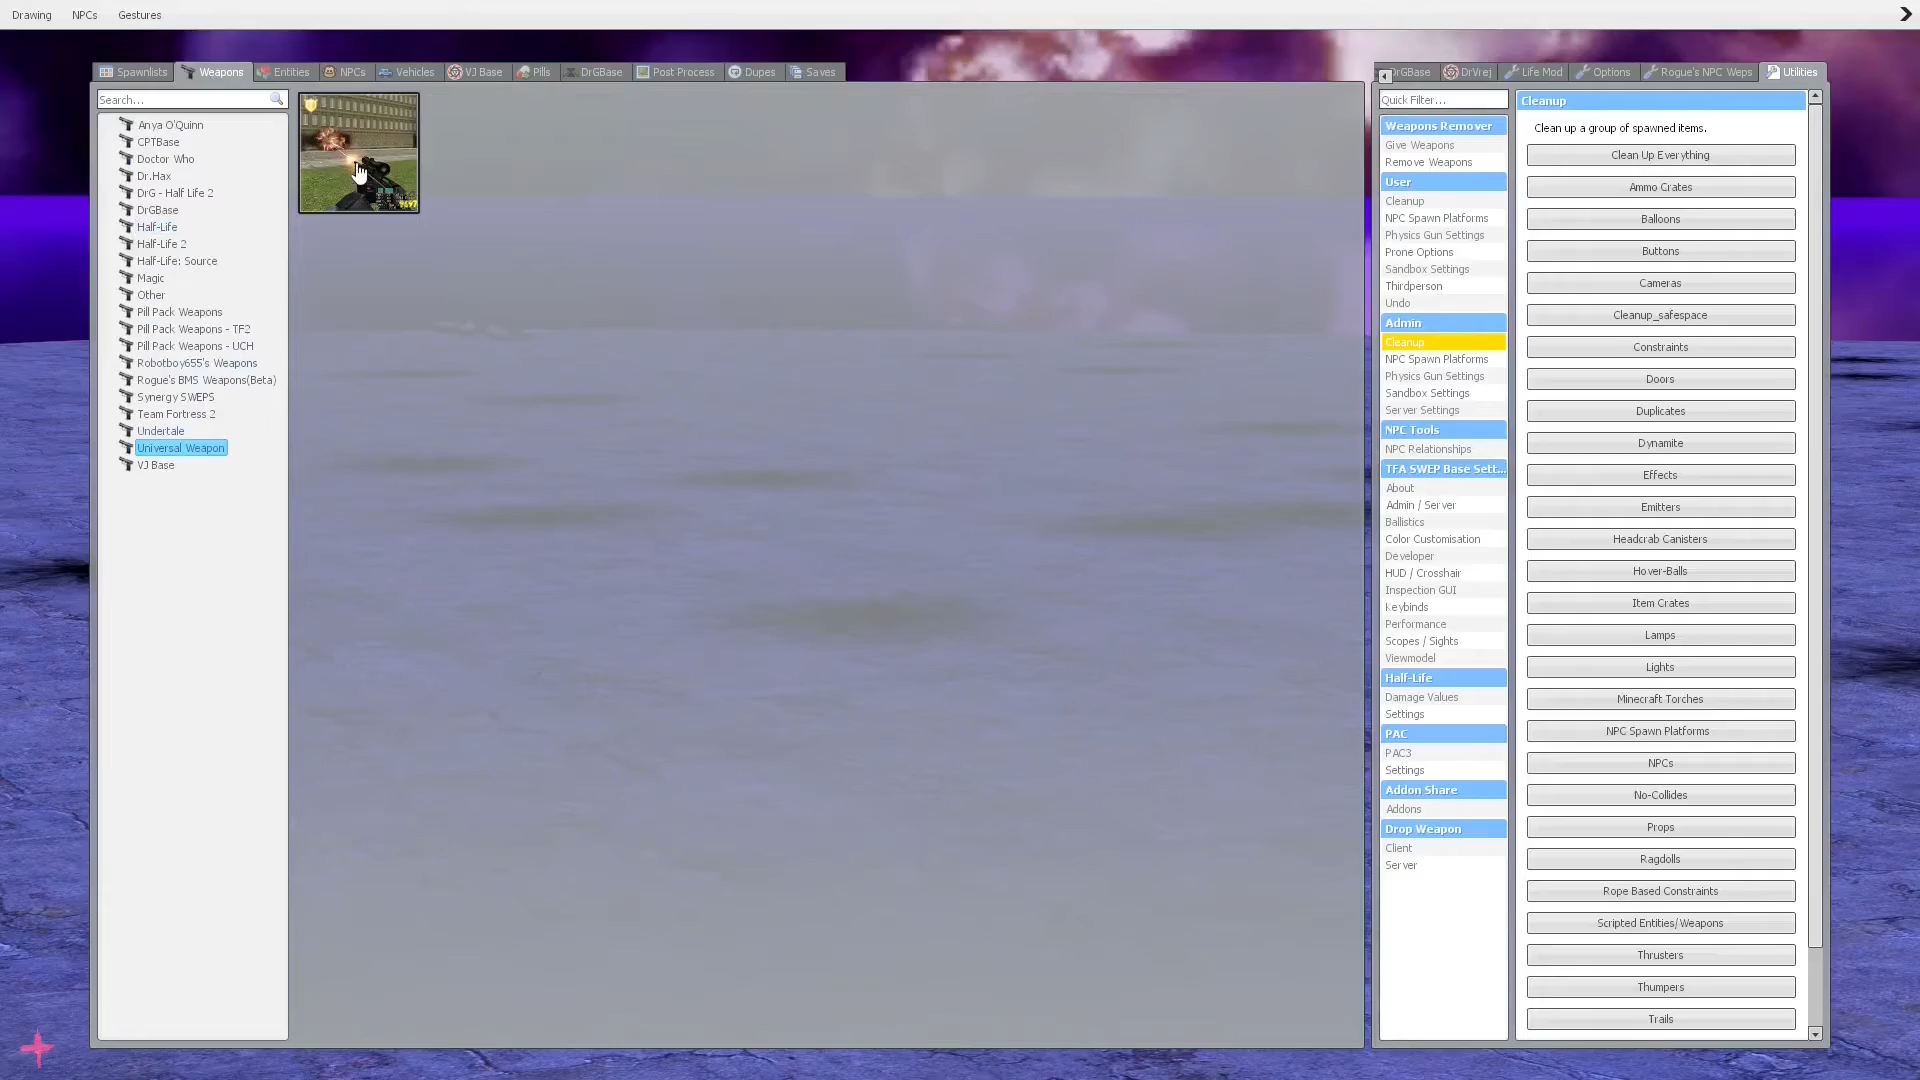 Drawing
NPCs
Gestures
Spawnlists
Weapons
Entities
NPCs
Vehicles
VJ Base
Pills
DrGBase
Post Process
Dupes
Saves
Search...
Anya O'Quinn
CPTBase
Doctor Who
Dr.Hax
DrG - Half Life 2
DrGBase
Half-Life
Half-Life 2
Half-Life: Source
Magic
Other
Pill Pack Weapons
Pill Pack Weapons - TF2
Pill Pack Weapons - UCH
Robotboy655's Weapons
Rogue's BMS Weapons(Beta)
Synergy SWEPS
Team Fortress 2
Undertale
Universal Weapon
VJ Base
DrGBase
DrVrej
Life Mod
Options
Rogue's NPC Weps
Utilities
Quick Filter...
Weapons Remover
Give Weapons
Remove Weapons
User
Cleanup
NPC Spawn Platforms
Physics Gun Settings
Prone Options
Sandbox Settings
Thirdperson
Undo
Admin
Cleanup
NPC Spawn Platforms
Physics Gun Settings
Sandbox Settings
Server Settings
NPC Tools
NPC Relationships
TFA SWEP Base Sett...
About
Admin / Server
Ballistics
Color Customisation
Developer
HUD / Crosshair
Inspection GUI
Keybinds
Performance
Scopes / Sights
Viewmodel
Half-Life
Damage Values
Settings
PAC
PAC3
Settings
Addon Share
Addons
Drop Weapon
Client
Server
Cleanup
Clean up a group of spawned items.
Clean Up Everything
Ammo Crates
Balloons
Buttons
Cameras
Cleanup_safespace
Constraints
Doors
Duplicates
Dynamite
Effects
Emitters
Headcrab Canisters
Hover-Balls
Item Crates
Lamps
Lights
Minecraft Torches
NPC Spawn Platforms
NPCs
No-Collides
Props
Ragdolls
Rope Based Constraints
Scripted Entities/Weapons
Thrusters
Thumpers
Trails